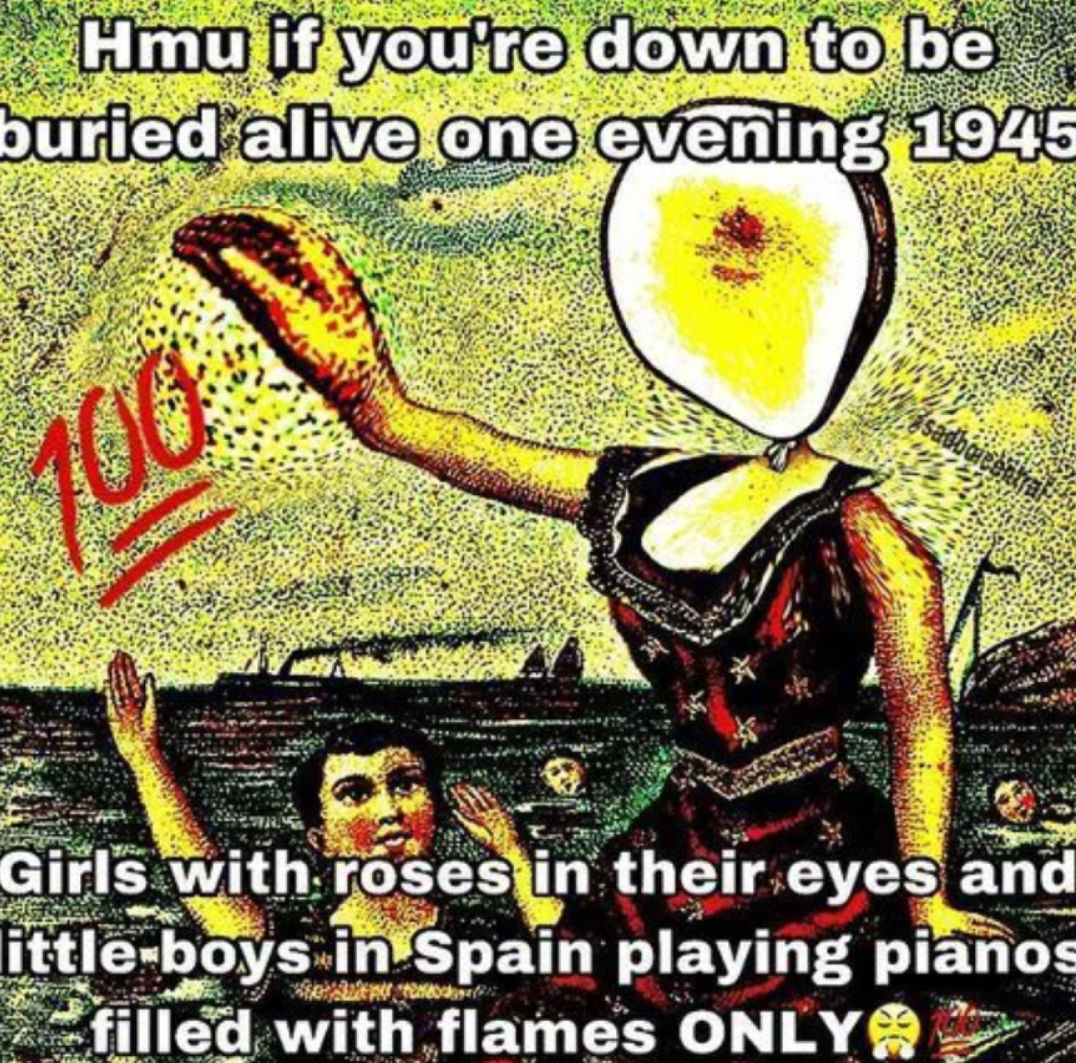 Hmu if you're down to be
buried alive one evening 1945
100
Girls with roses in their eyes and
little boys in Spain playing pianos
filled with flames ONLY😤💯